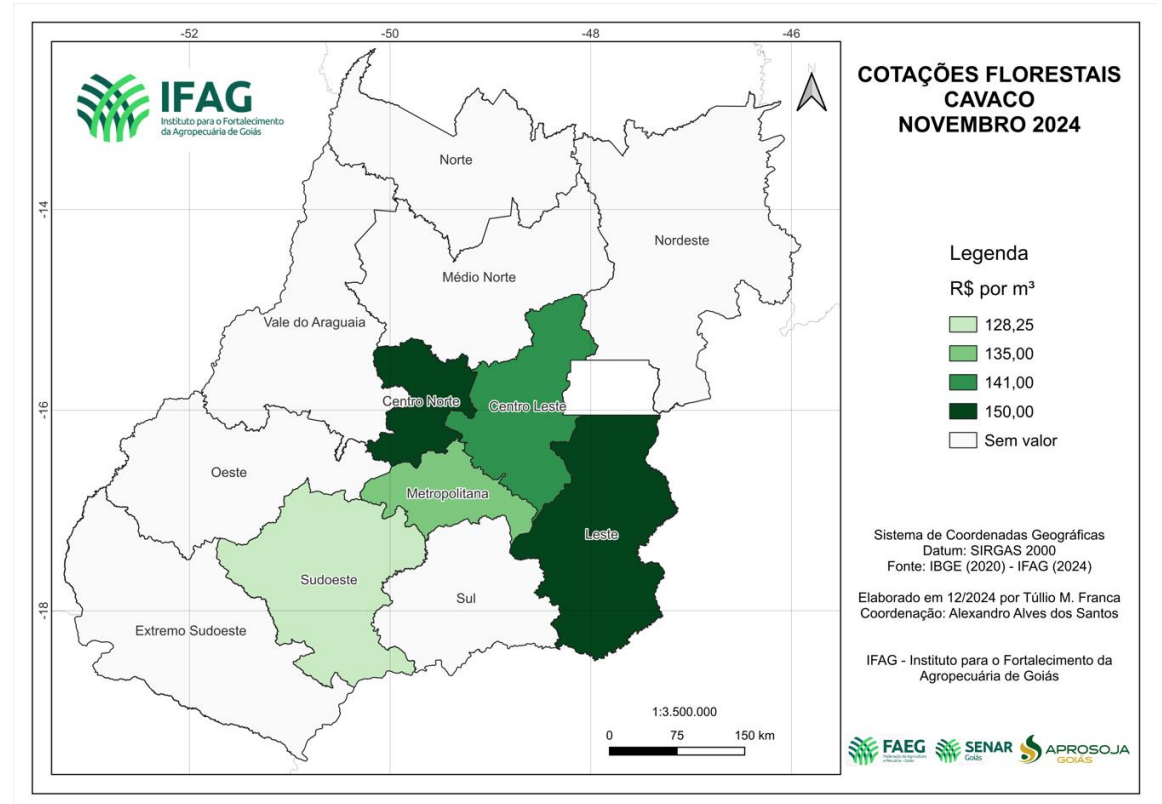 -52
-50
-48
-46
IFAG
Instituto para o Fortalecimento
da Agropecuária de Goiás
N
COTAÇÕES FLORESTAIS
CAVACO
NOVEMBRO 2024
Norte
-14
Nordeste
Médio Norte
Vale do Araguaia
Legenda
R$ por m³
128,25
135,00
141,00
150,00
Sem valor
-16
Centro Norte
Centro Leste
Oeste
Metropolitana
Leste
Sudoeste
Sul
-18
Extremo Sudoeste
Sistema de Coordenadas Geográficas
Datum: SIRGAS 2000
Fonte: IBGE (2020) - IFAG (2024)
Elaborado em 12/2024 por Túllio M. Franca
Coordenação: Alexandro Alves dos Santos
IFAG - Instituto para o Fortalecimento da
Agropecuária de Goiás
1:3.500.000
0 75 150 km
FAEG
SENAR
Goiás
APROSOJA
GOIÁS